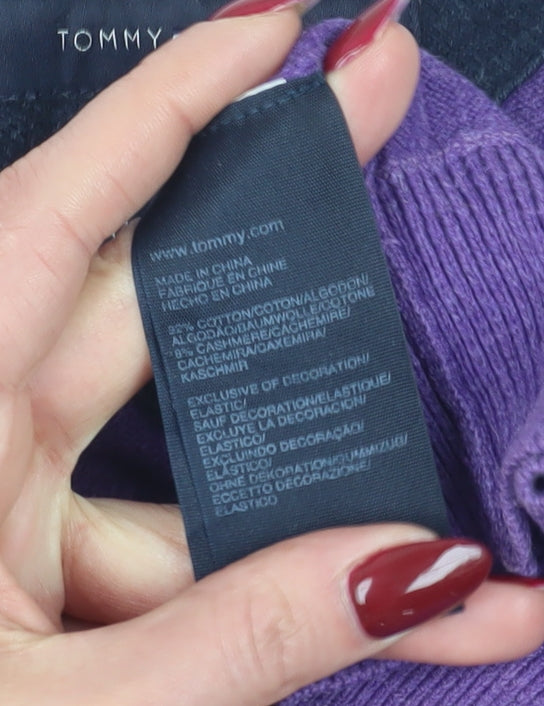 TOMMY
www.tommy.com
MADE IN CHINA
FABRIQUE EN CHINE
HECHO EN CHINA
92% COTTON/COTON/ALGODON/
ALGODÃO/BAUMWOLLE/COTONE
8% CASHMERE/CACHEMIRE/
CACHEMIRA/CAXEMIRA/
KASCHMIR
EXCLUSIVE OF DECORATION/
ELASTIC/
SAUF DECORATION/ELASTIQUE/
EXCLUYE LA DECORACION/
ELASTICO/
EXCLUINDO DECORAÇÃO/
ELÁSTICO/
OHNE DEKORATION/GUMMIZUG/
ECCETTO DECORAZIONE/
ELASTICO